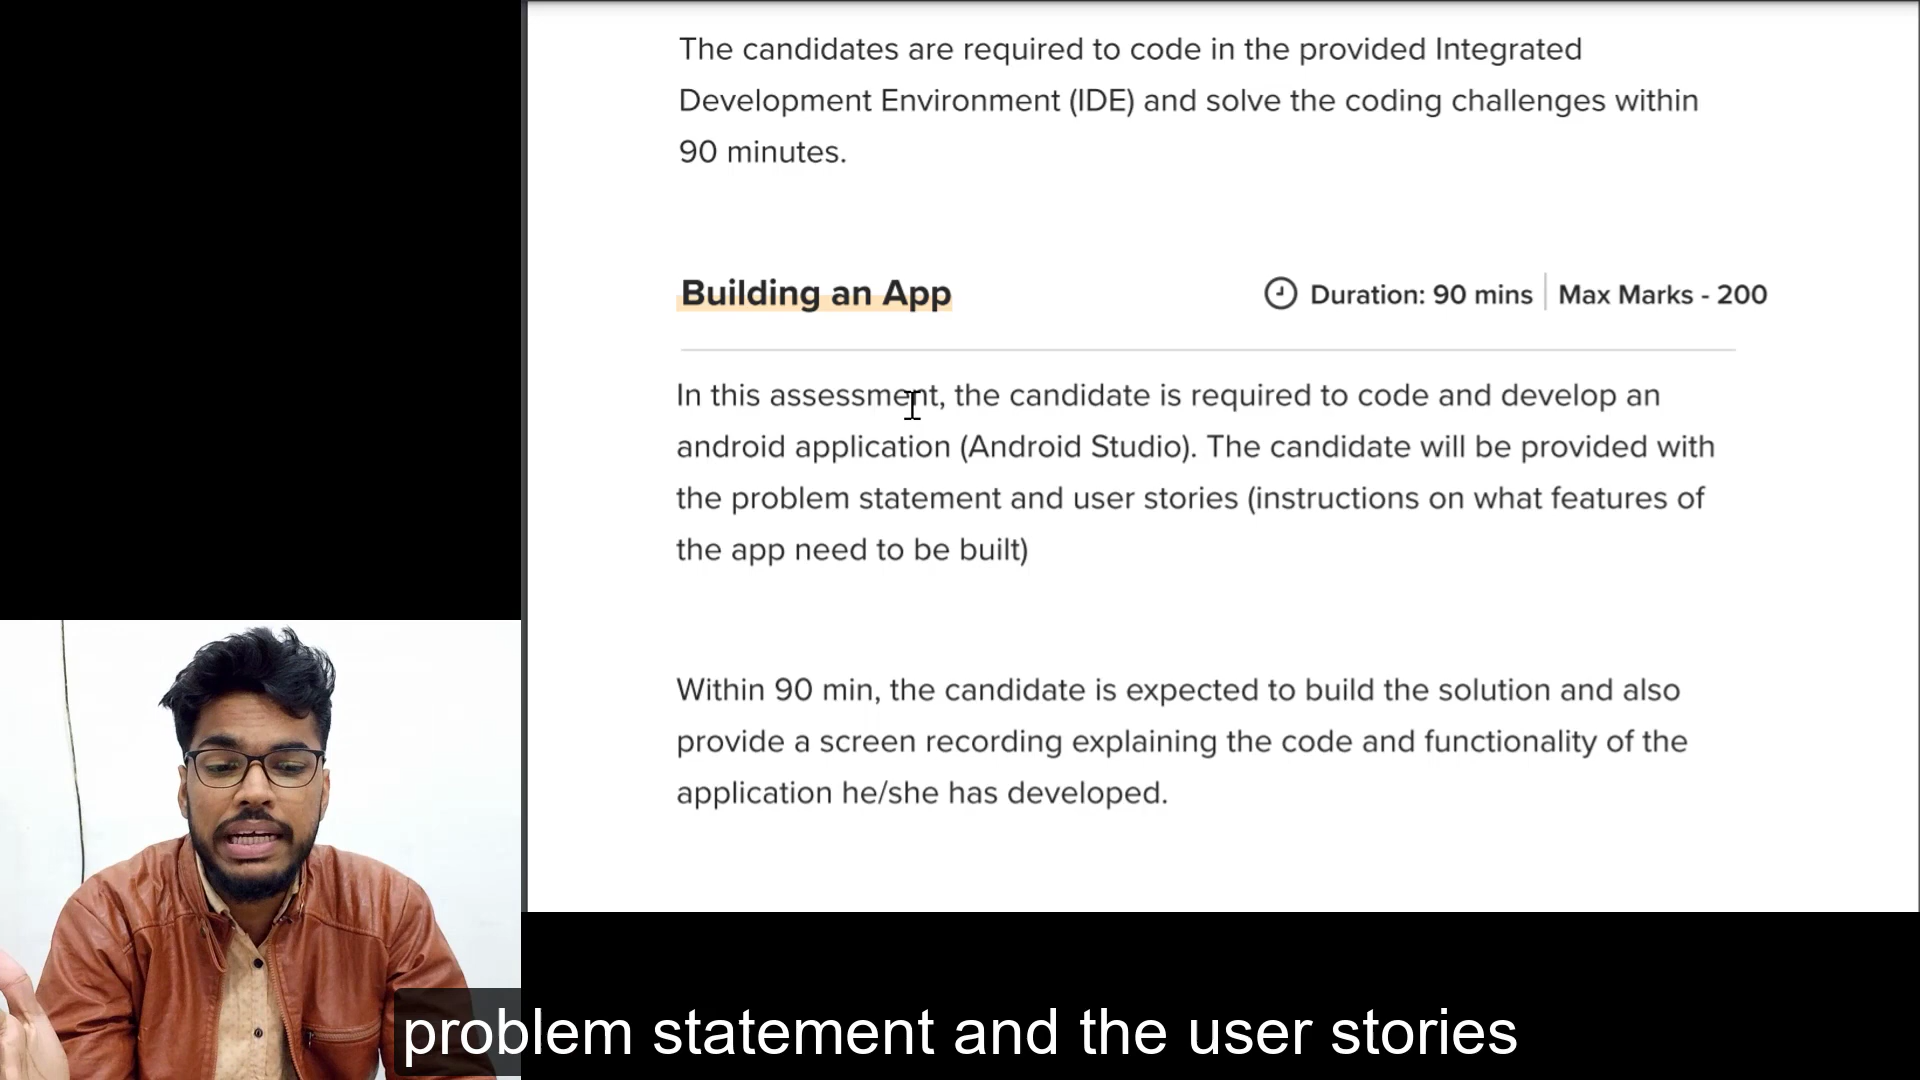 The candidates are required to code in the provided Integrated
Development Environment (IDE) and solve the coding challenges within
90 minutes.
Building an App
Duration: 90 mins
Max Marks - 200
In this assessment, the candidate is required to code and develop an
android application (Android Studio). The candidate will be provided with
the problem statement and user stories (instructions on what features of
the app need to be built)
Within 90 min, the candidate is expected to build the solution and also
provide a screen recording explaining the code and functionality of the
application he/she has developed.
problem statement and the user stories